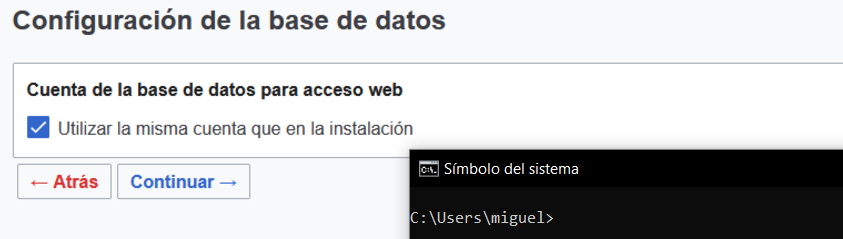 Configuración de la base de datos
Cuenta de la base de datos para acceso web
Utilizar la misma cuenta que en la instalación
← Atrás
Continuar →
C:\.
Símbolo del sistema
C:\Users\miguel>